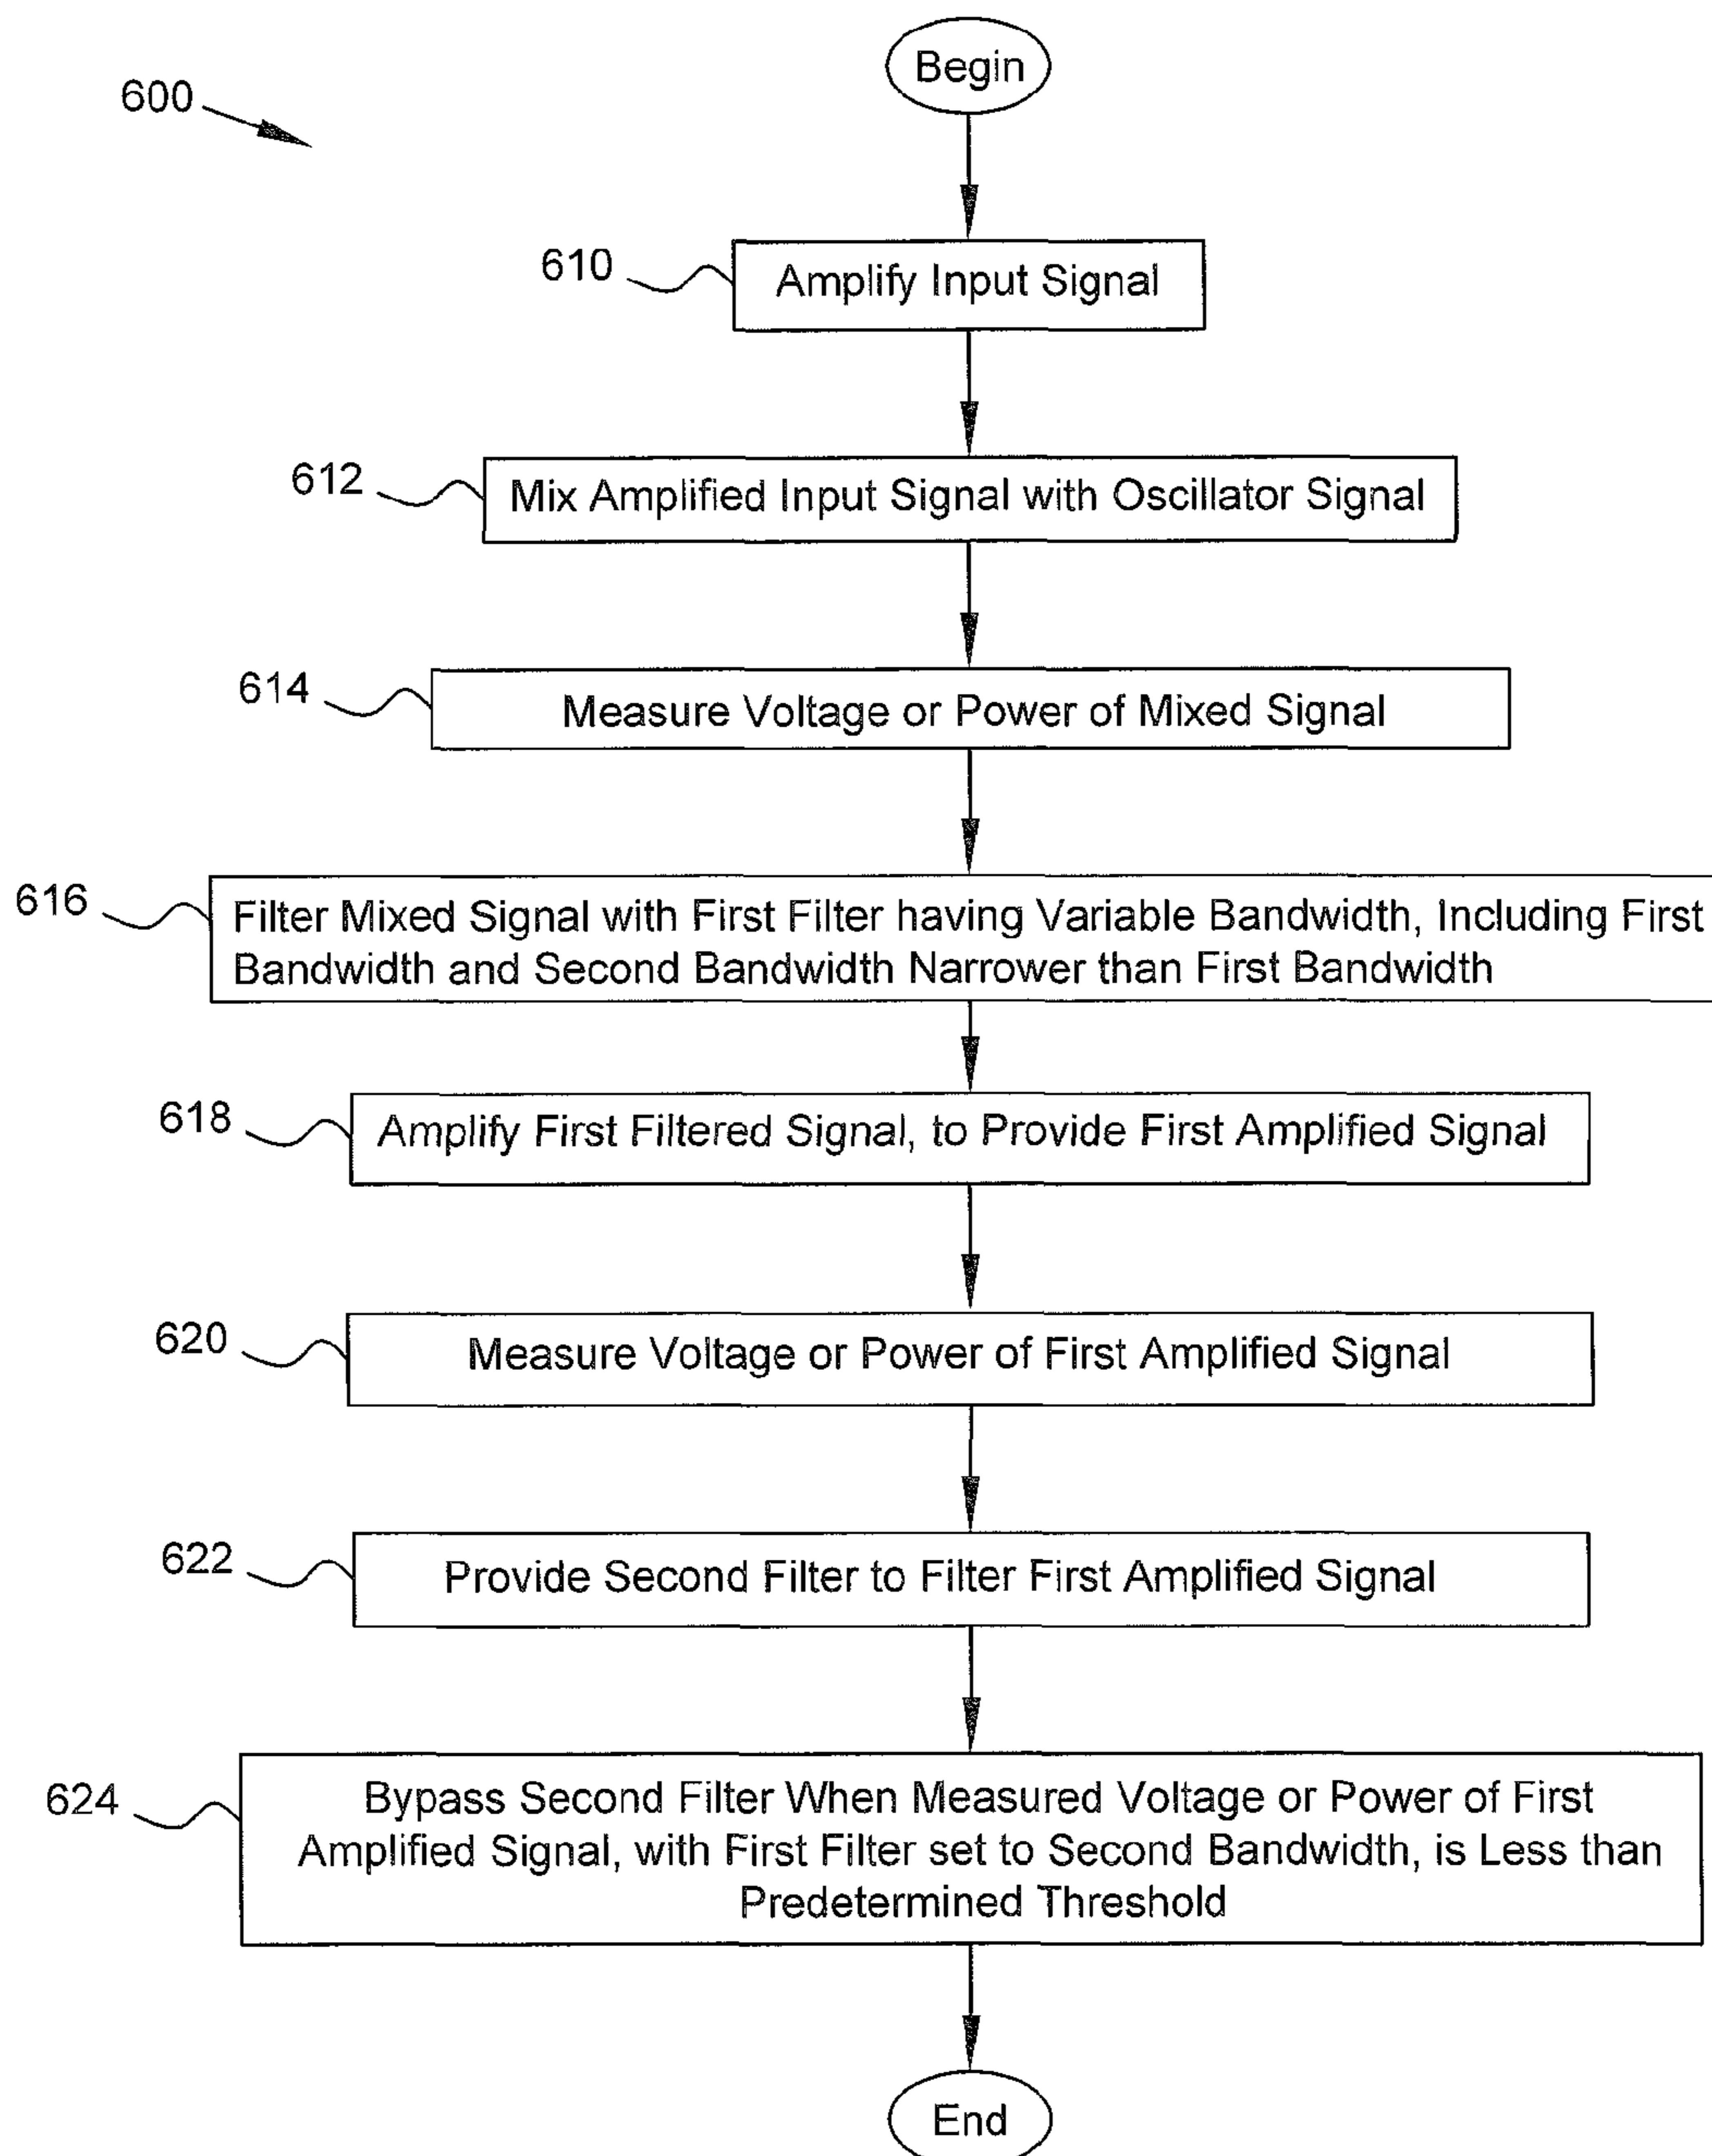 Begin
600
610
Amplify Input Signal
612
Mix Amplified Input Signal with Oscillator Signal
614
Measure Voltage or Power of Mixed Signal
616
Filter Mixed Signal with First Filter having Variable Bandwidth, Including First
Bandwidth and Second Bandwidth Narrower than First Bandwidth
618
Amplify First Filtered Signal, to Provide First Amplified Signal
620
Measure Voltage or Power of First Amplified Signal
622
Provide Second Filter to Filter First Amplified Signal
624
Bypass Second Filter When Measured Voltage or Power of First
Amplified Signal, with First Filter set to Second Bandwidth, is Less than
Predetermined Threshold
End